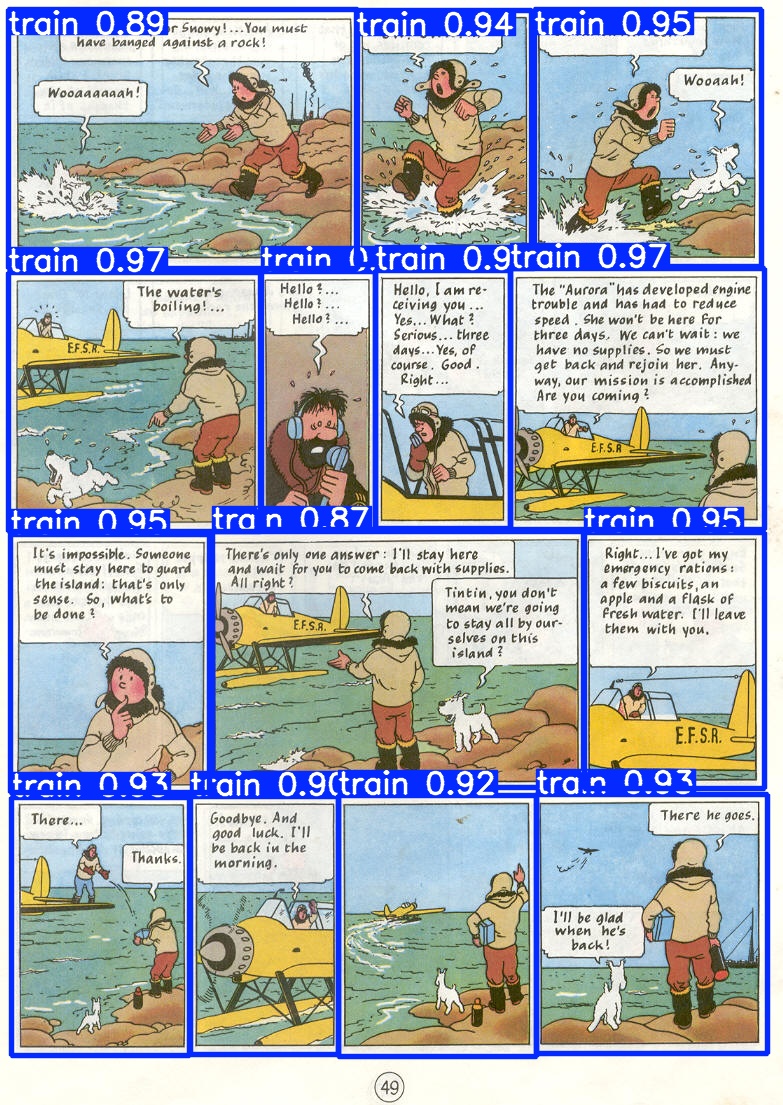 train 0.89
train 0.94
train 0.95
Snowy!...You must
have banged against a rock!
Wooaaaaaah!
Wooaah!
train 0.97
train 0.9
train 0.97
The water's
boiling!...
E.F.S.R.
Hello?...
Hello?...
Hello?...
Hello, I am re-
ceiving you...
Yes... What?
Serious... three
days... Yes, of
course. Good.
Right...
The "Aurora" has developed engine
trouble and has had to reduce
speed. She won't be here for
three days. We can't wait: we
have no supplies. So we must
get back and rejoin her. Any-
way, our mission is accomplished
Are you coming?
E.F.S.R
train 0.95
train 0.87
train 0.95
It's impossible. Someone
must stay here to guard
the island: that's only
sense. So, what's to
be done?
There's only one answer: I'll stay here
and wait for you to come back with supplies.
All right?
E.F.S.R.
Tintin, you don't
mean we're going
to stay all by our-
selves on this
island?
Right... I've got my
emergency rations:
a few biscuits, an
apple and a flask of
fresh water. I'll leave
them with you.
E.F.S.R.
train 0.93
train 0.90
train 0.92
train 0.93
There...
Thanks.
Goodbye. And
good luck. I'll
be back in the
morning.
There he goes.
I'll be glad
when he's
back!
49